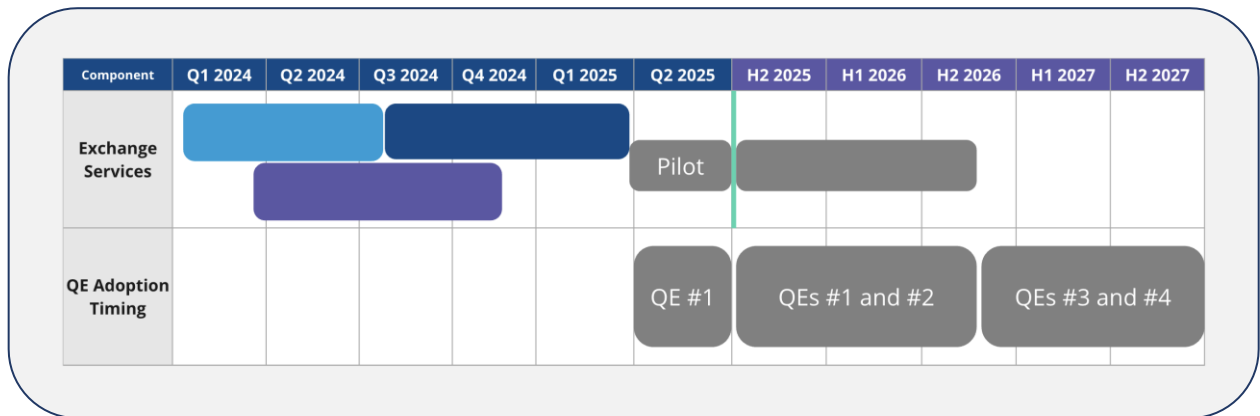 Component Q1 2024 Q2 2024 Q3 2024 Q4 2024 Q1 2025 Q2 2025 H2 2025 H1 2026 H2 2026 H1 2027 H2 2027
Exchange
Services
Pilot
QE Adoption
Timing
QE #1 QEs #1 and #2 QEs #3 and #4